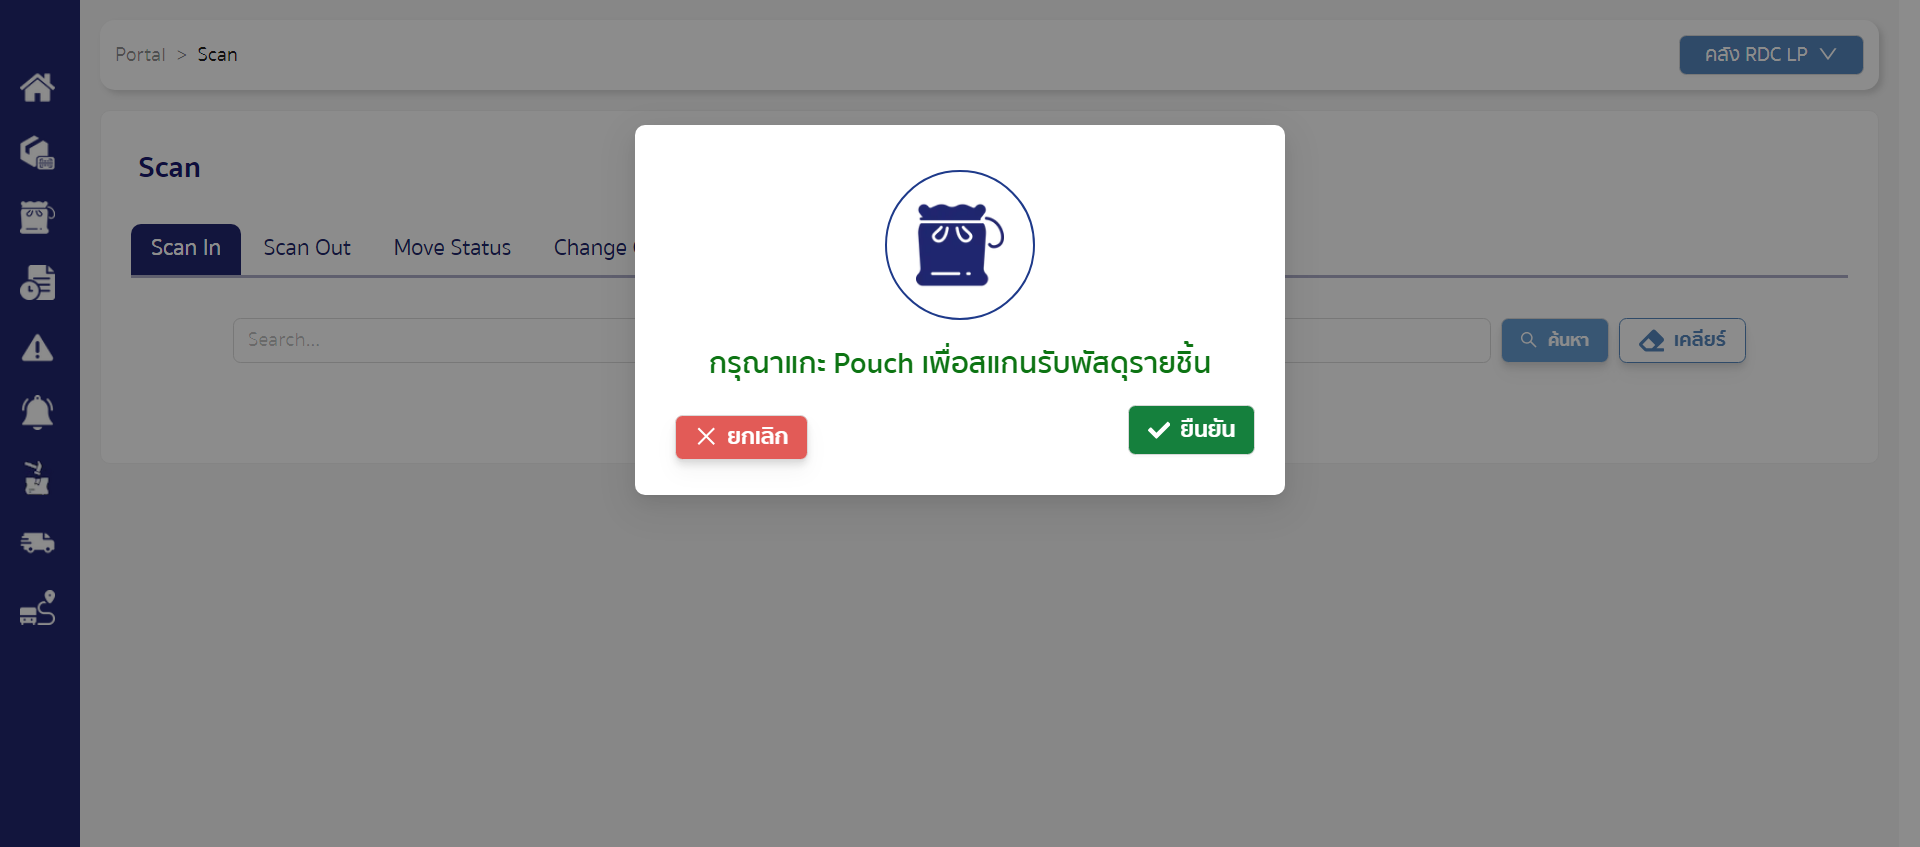 Portal > Scan
คลัง RDC LP
Scan
Scan In
Scan Out
Move Status
Change
Search...
ค้นหา
เคลียร์
กรุณาแกะ Pouch เพื่อสแกนรับพัสดุรายชิ้น
ยกเลิก
ยืนยัน